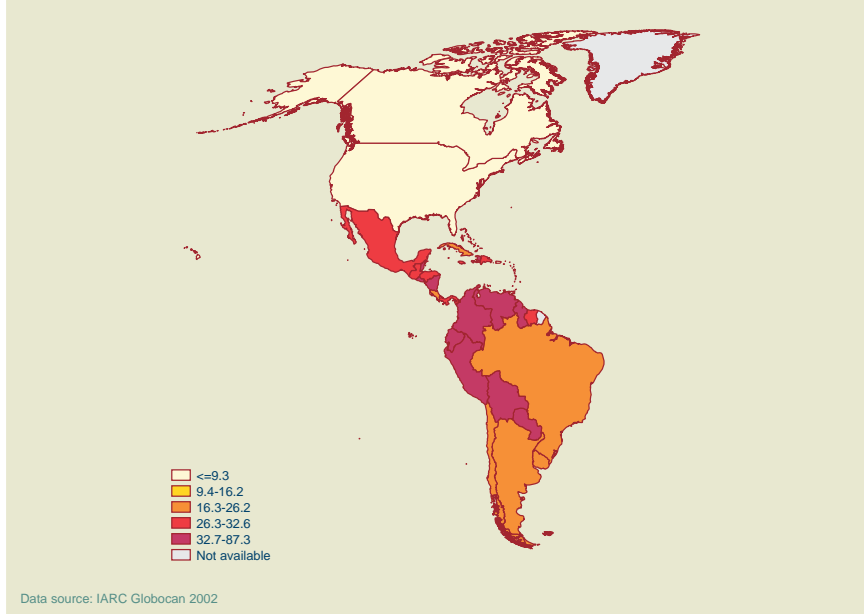 <=9.3
9.4-16.2
16.3-26.2
26.3-32.6
32.7-87.3
Not available
Data source: IARC Globocan 2002